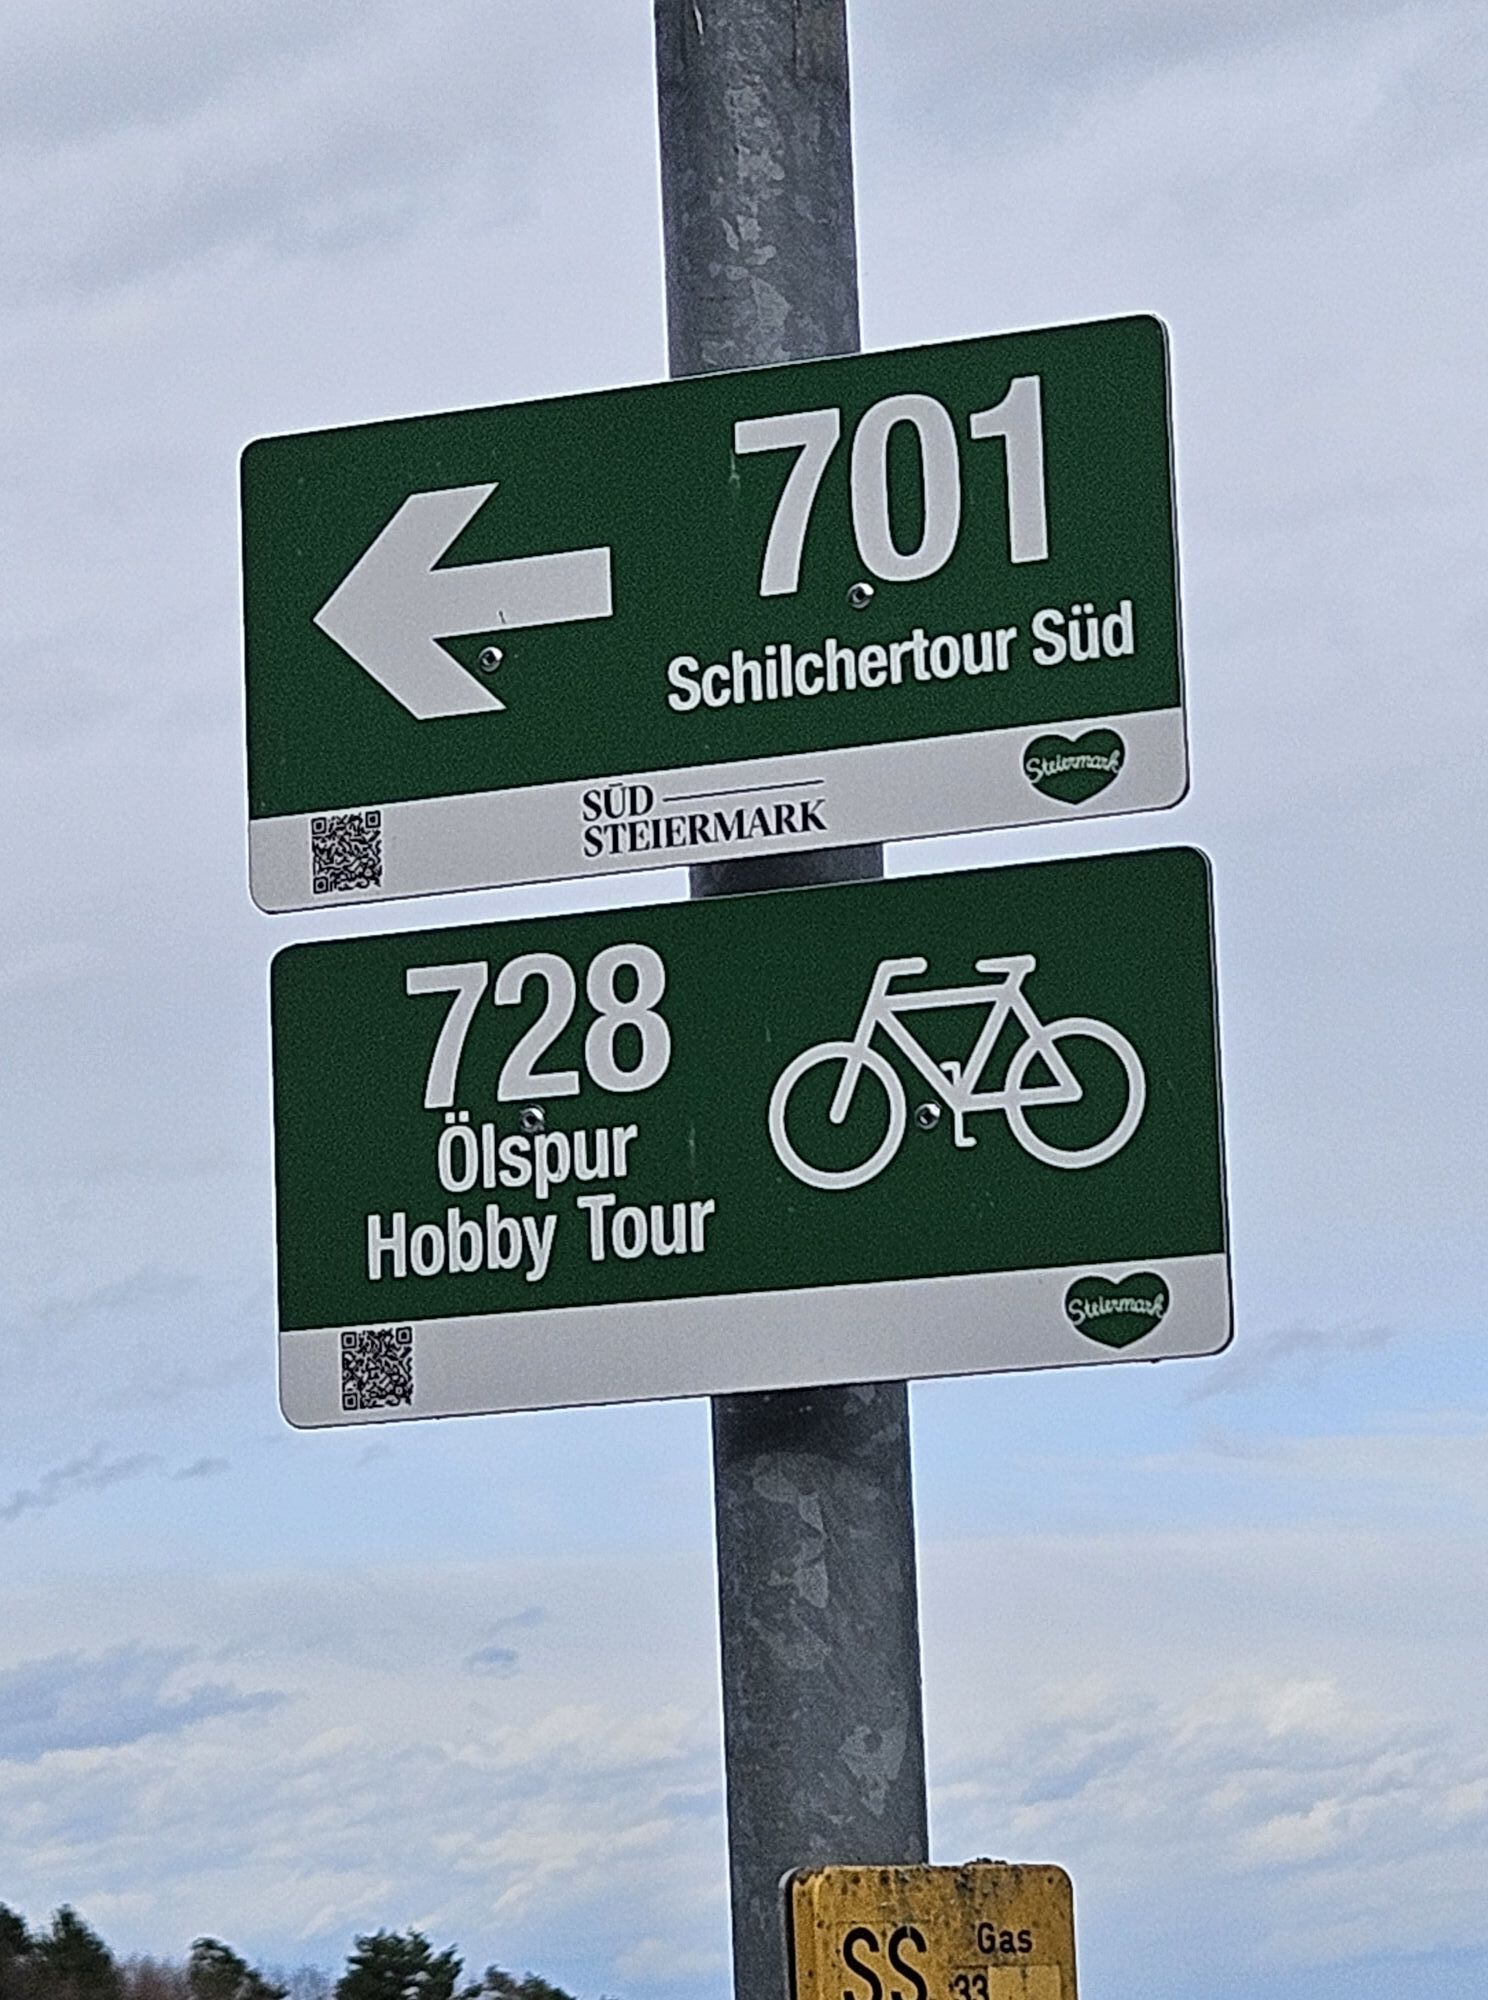 701
Schilchertour Süd
SÜD
STEIERMARK
Steiermark
728
Ölspur
Hobby Tour
Steiermark
Gas
SS 33